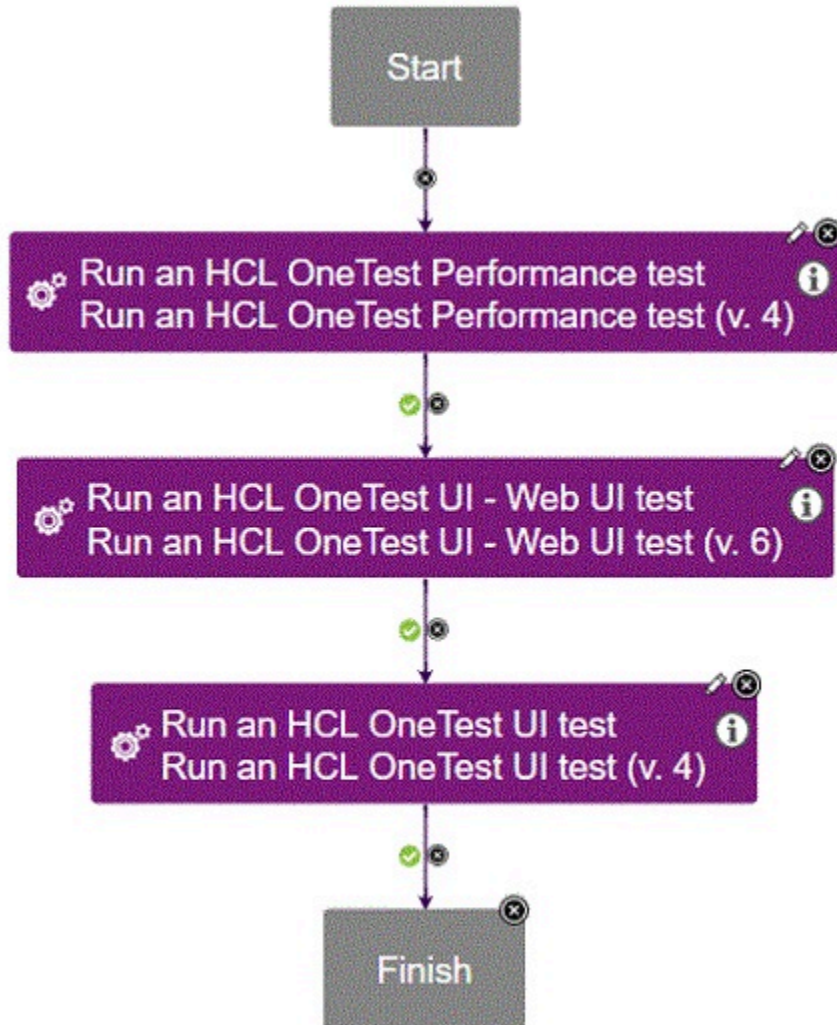 Start
Run an HCL OneTest Performance test
Run an HCL OneTest Performance test (v. 4)
Run an HCL OneTest UI - Web UI test
Run an HCL OneTest UI - Web UI test (v. 6)
Run an HCL OneTest UI test
Run an HCL OneTest UI test (v. 4)
Finish